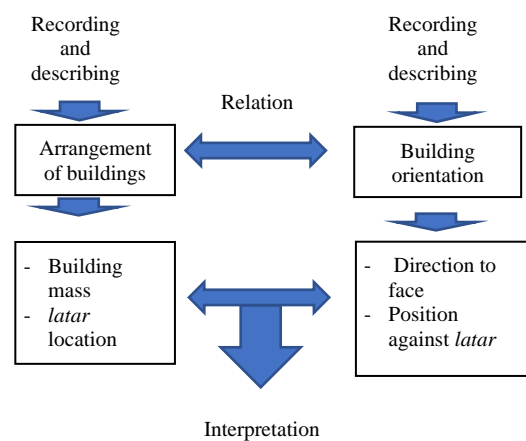 Recording
and
describing
Recording
and
describing
Relation
Arrangement
of buildings
Building
orientation
- Building
mass
- latar
location
- Direction to
face
- Position
against latar
Interpretation